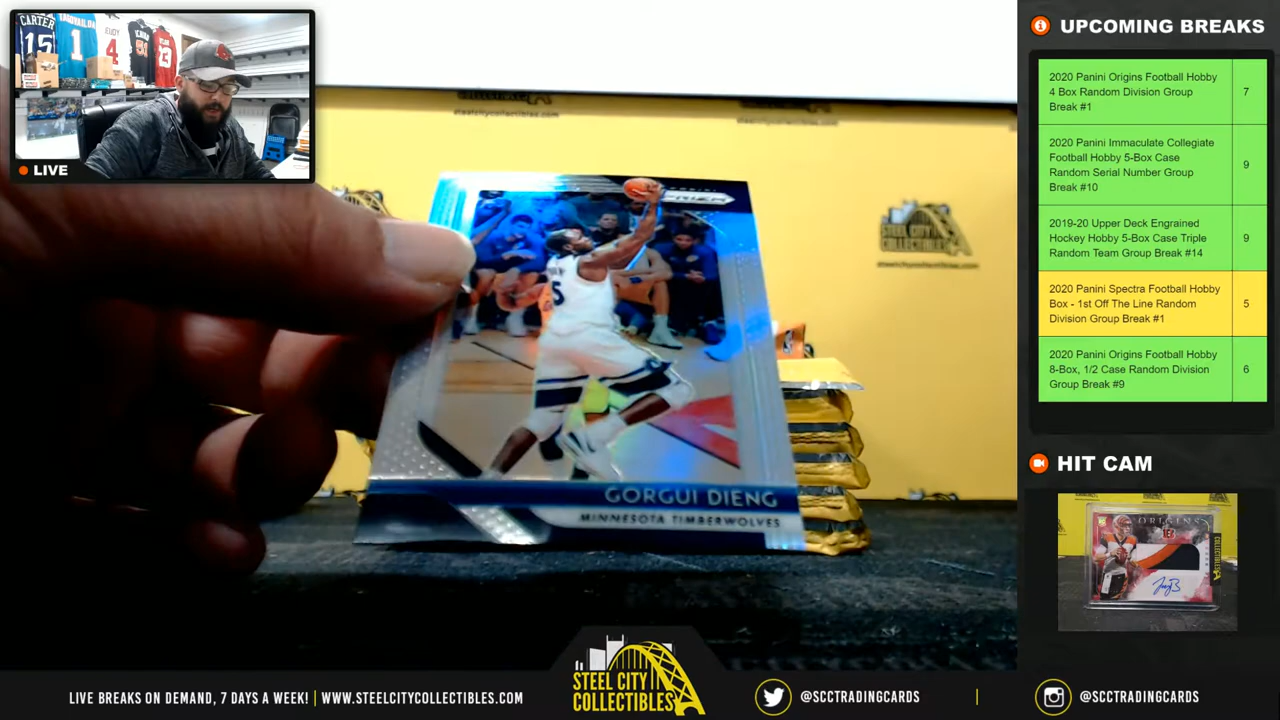 CARTER
15
1
4
LIVE
STEEL CITY
COLLECTIBLES
5
GORGUI DIENG
MINNESOTA TIMBERWOLVES
UPCOMING BREAKS
2020 Panini Origins Football Hobby
4 Box Random Division Group
Break #1
7
2020 Panini Immaculate Collegiate
Football Hobby 5-Box Case
Random Serial Number Group
Break #10
9
2019-20 Upper Deck Engrained
Hockey Hobby 5-Box Case Triple
Random Team Group Break #14
9
2020 Panini Spectra Football Hobby
Box - 1st Off The Line Random
Division Group Break #1
5
2020 Panini Origins Football Hobby
8-Box, 1/2 Case Random Division
Group Break #9
6
HIT CAM
ORIGINS
LIVE BREAKS ON DEMAND, 7 DAYS A WEEK! | WWW.STEELCITYCOLLECTIBLES.COM
STEEL CITY
COLLECTIBLES
@SCCTRADINGCARDS
|
@SCCTRADINGCARDS